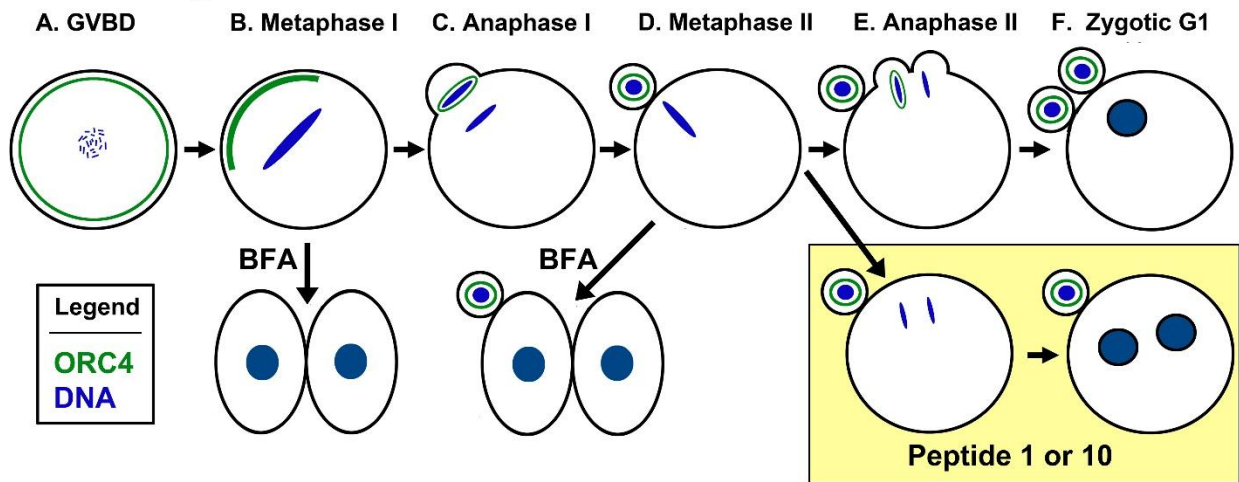 A. GVBD
B. Metaphase I
C. Anaphase I
D. Metaphase II
E. Anaphase II
F. Zygotic G1
BFA
BFA
Legend
ORC4
DNA
Peptide 1 or 10